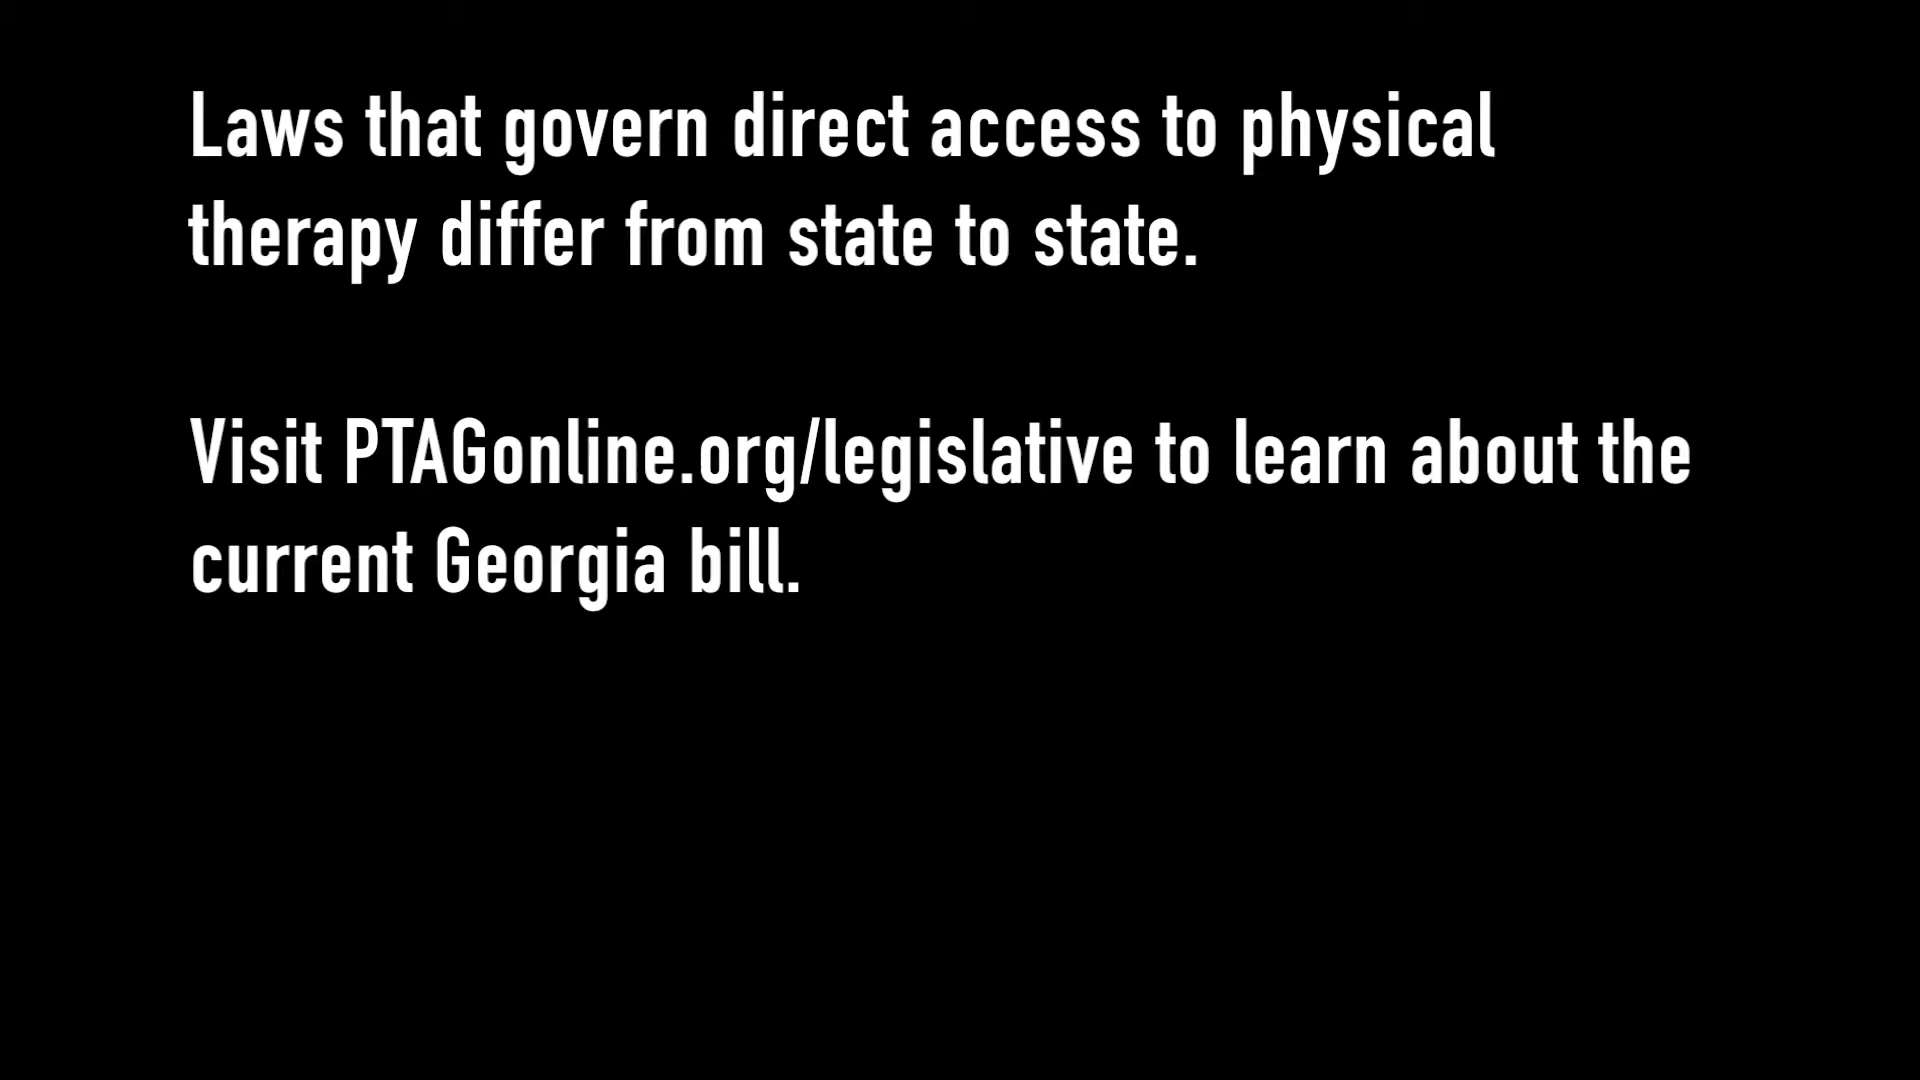 Laws that govern direct access to physical
therapy differ from state to state.
Visit PTAGonline.org/legislative to learn about the
current Georgia bill.